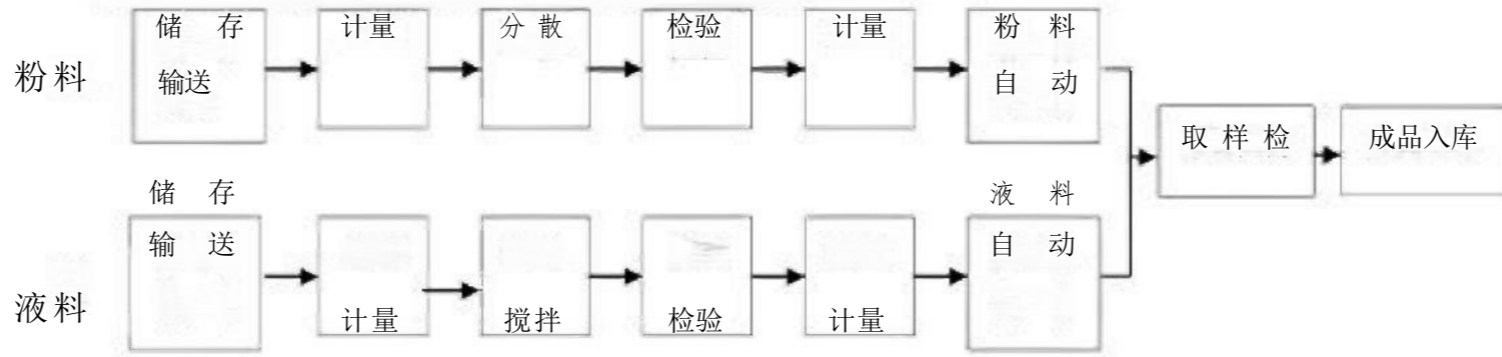 储 存 计量 分 散 检验 计量 粉 料
粉料
输送 自 动
取 样 检 成品入库
储 存 液 料
输 送 自 动
液料
计量 搅拌 检验 计量